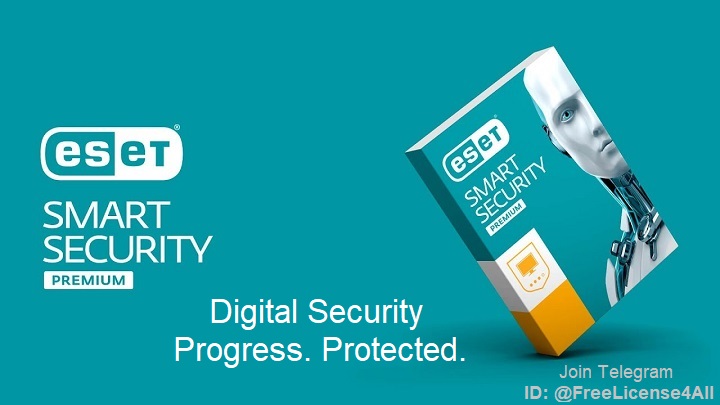 eset®
SMART
SECURITY
PREMIUM
eset
SMART
SECURITY
PREMIUM
Digital Security
Progress. Protected.
Join Telegram
ID: @FreeLicense4All